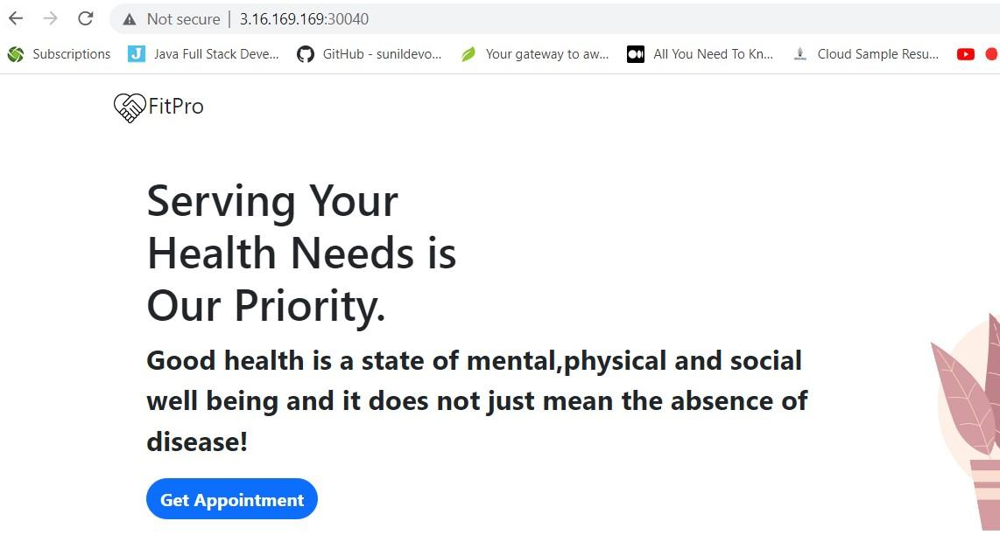 Not secure | 3.16.169.169:30040
Subscriptions J Java Full Stack Deve... GitHub - sunildevo... Your gateway to aw... All You Need To Kn... Cloud Sample Resu...
FitPro
Serving Your
Health Needs is
Our Priority.
Good health is a state of mental,physical and social
well being and it does not just mean the absence of
disease!
Get Appointment